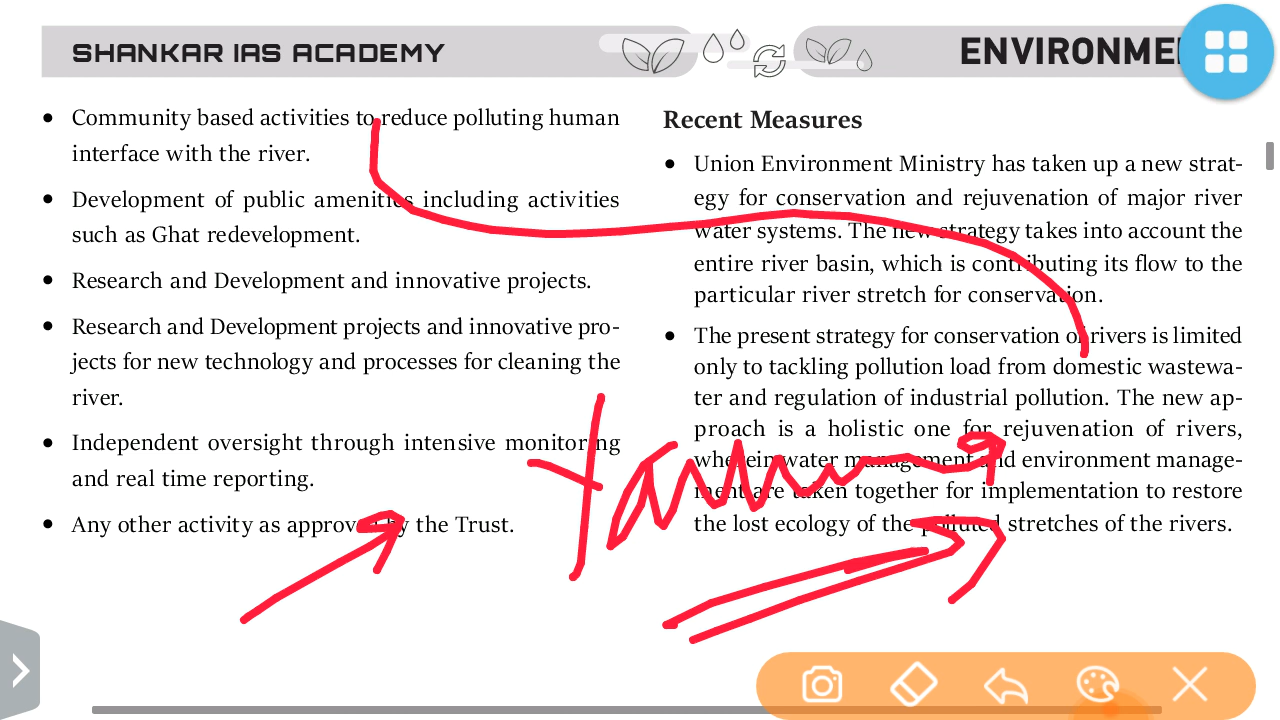 SHANKAR IAS ACADEMY
ENVIRONME
• Community based activities to reduce polluting human
interface with the river.
• Development of public amenities including activities
such as Ghat redevelopment.
• Research and Development and innovative projects.
• Research and Development projects and innovative pro-
jects for new technology and processes for cleaning the
river.
• Independent oversight through intensive monitoring
and real time reporting.
• Any other activity as approved by the Trust.
Recent Measures
• Union Environment Ministry has taken up a new strat-
egy for conservation and rejuvenation of major river
water systems. The new strategy takes into account the
entire river basin, which is contributing its flow to the
particular river stretch for conservation.
• The present strategy for conservation of rivers is limited
only to tackling pollution load from domestic wastewa-
ter and regulation of industrial pollution. The new ap-
proach is a holistic one for rejuvenation of rivers,
wherein water management and environment manage-
ment are taken together for implementation to restore
the lost ecology of the polluted stretches of the rivers.